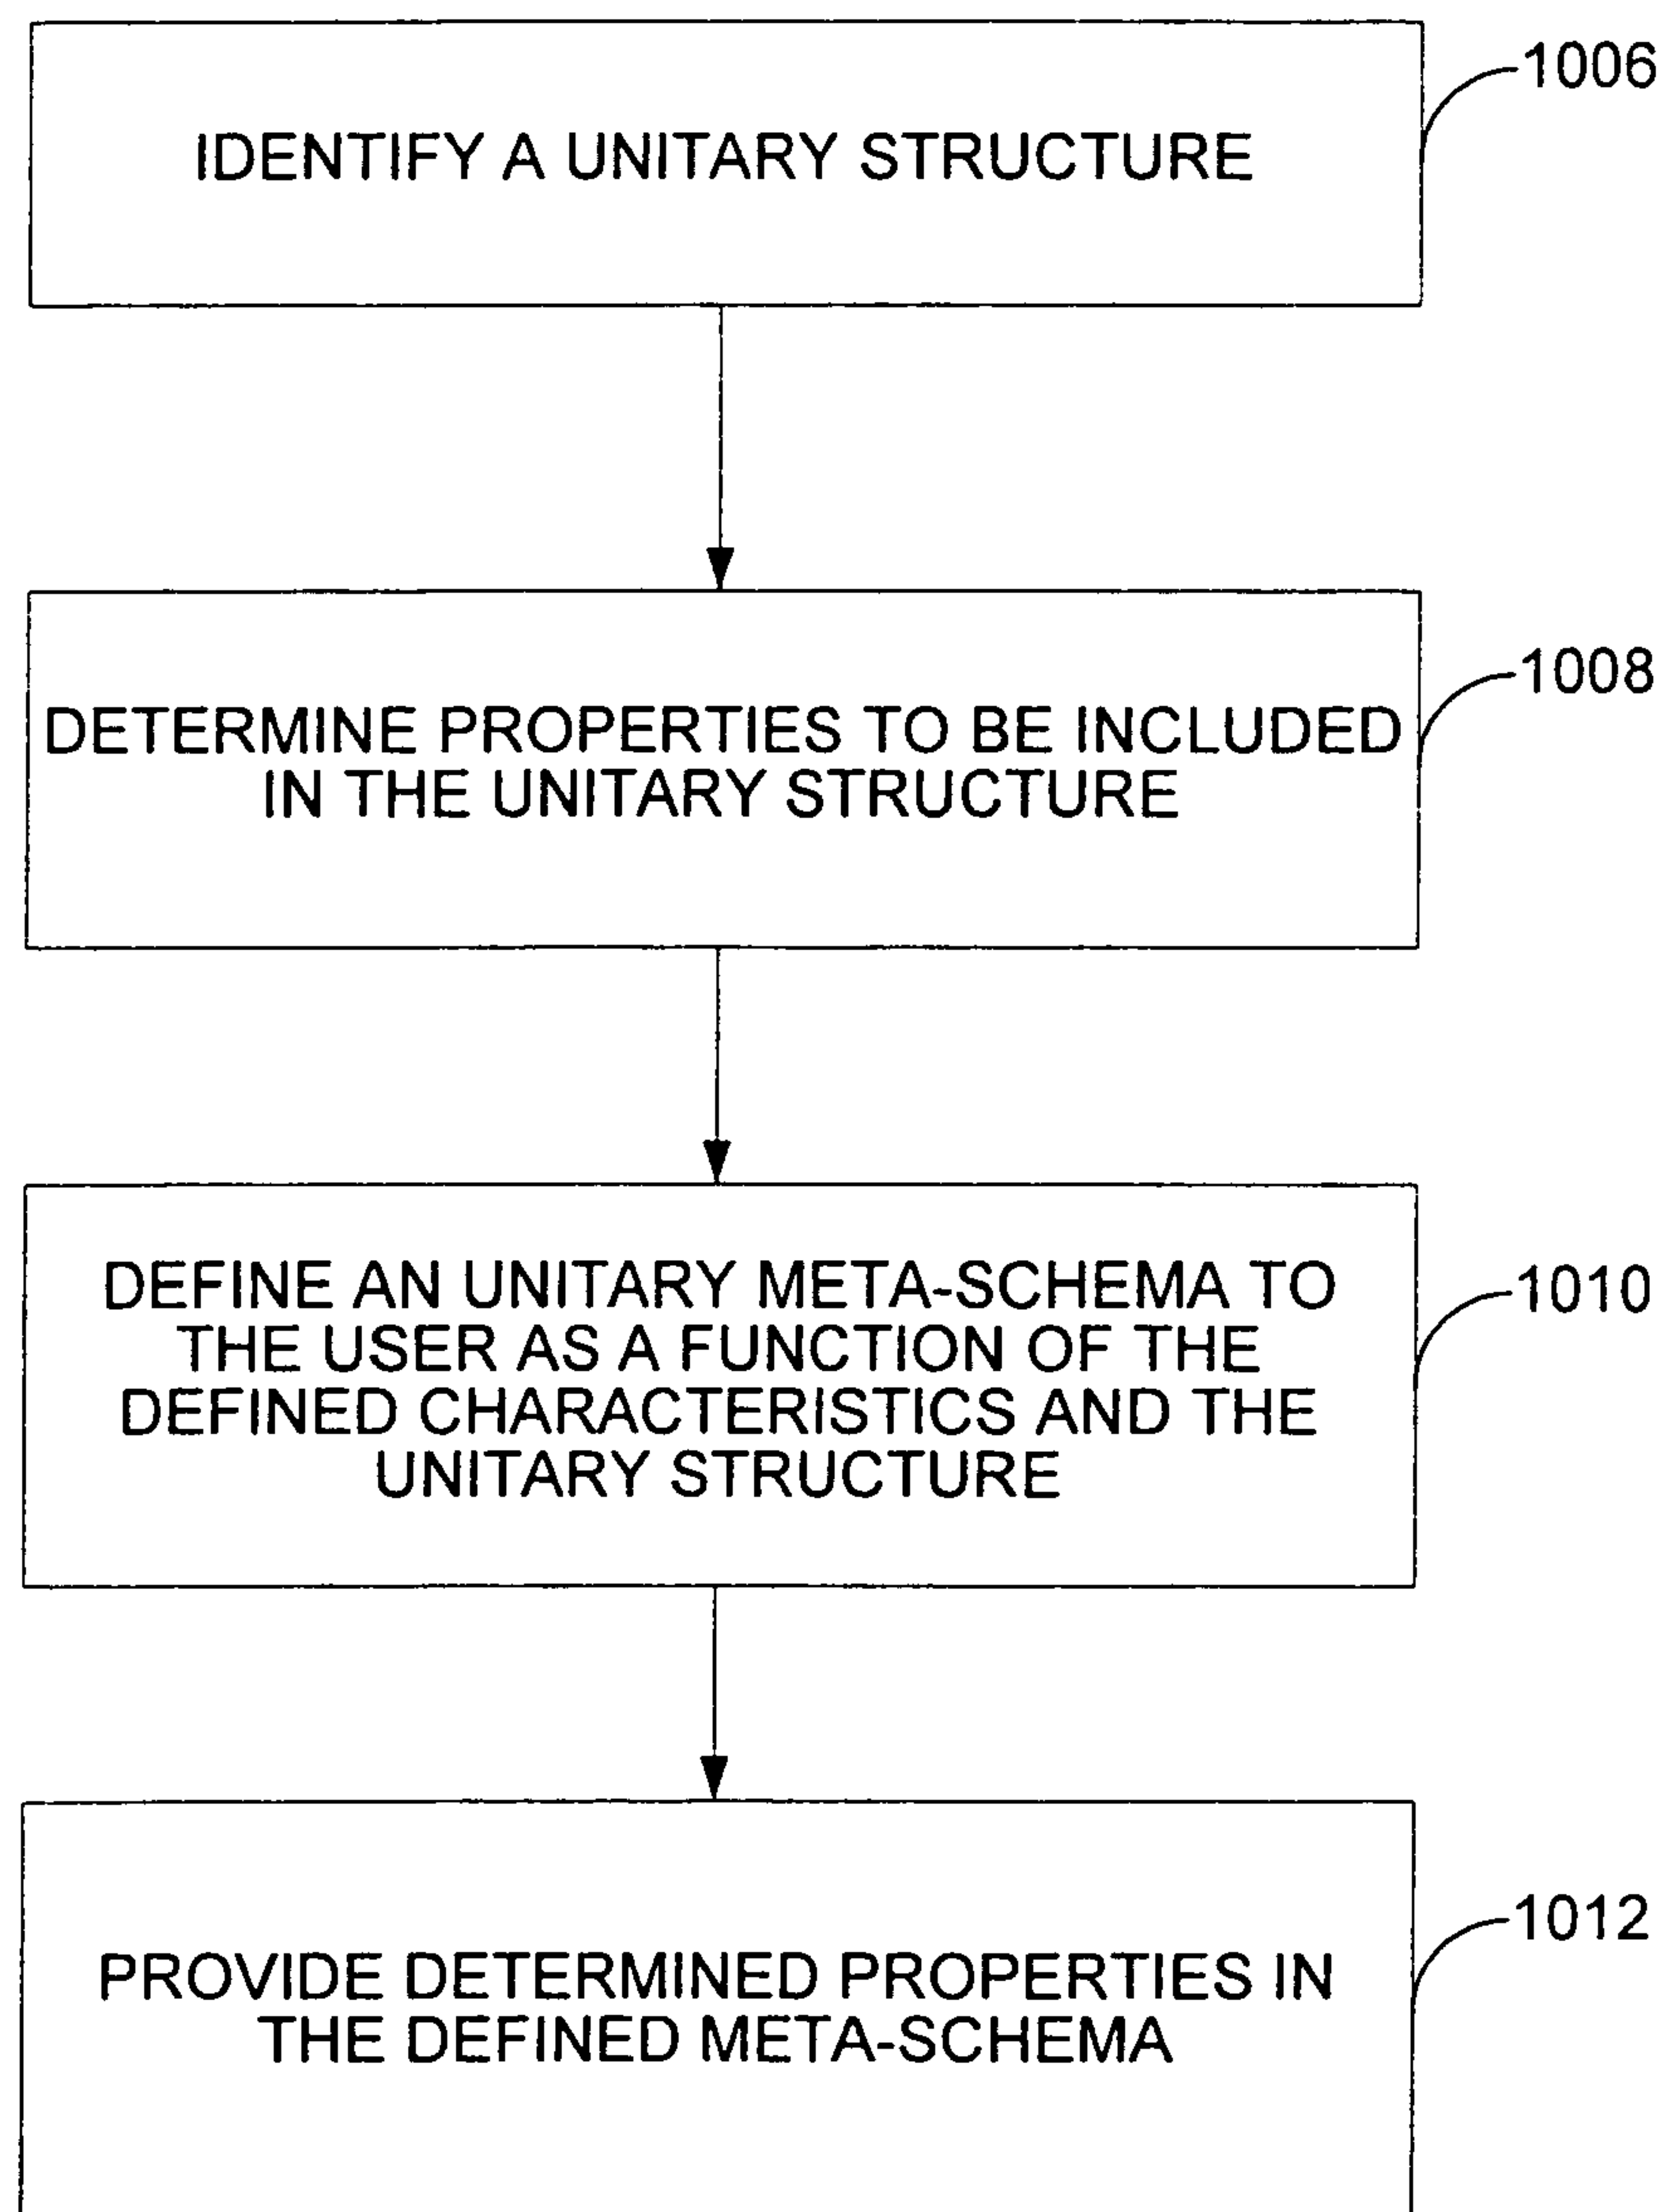 1006
IDENTIFY A UNITARY STRUCTURE
1008
DETERMINE PROPERTIES TO BE INCLUDED
IN THE UNITARY STRUCTURE
1010
DEFINE AN UNITARY META-SCHEMA TO
THE USER AS A FUNCTION OF THE
DEFINED CHARACTERISTICS AND THE
UNITARY STRUCTURE
1012
PROVIDE DETERMINED PROPERTIES IN
THE DEFINED META-SCHEMA